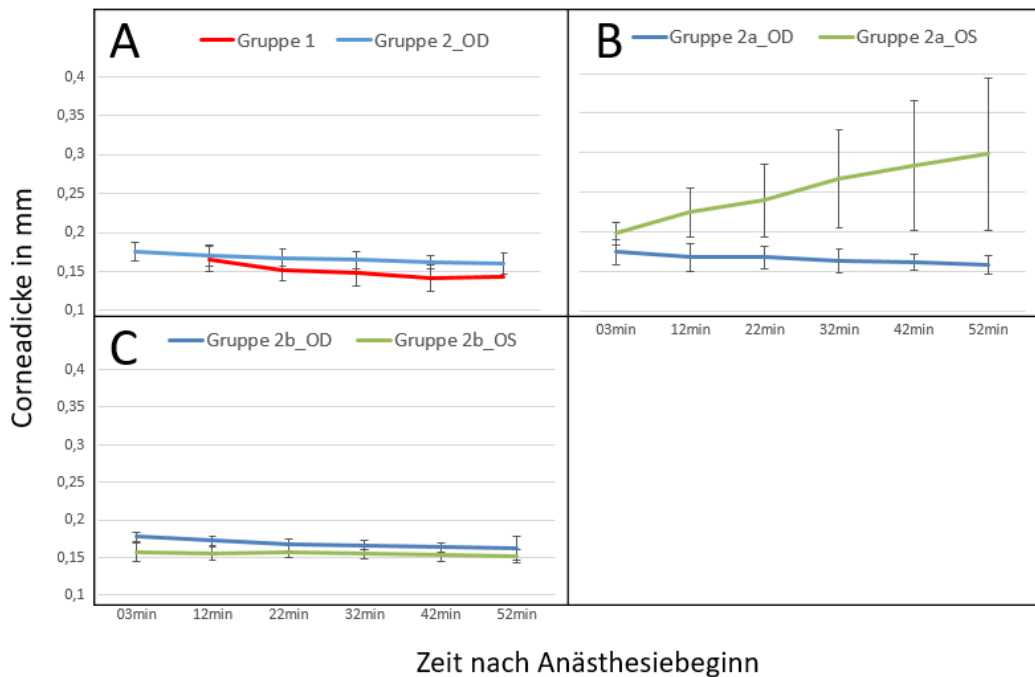 A
Gruppe 1 Gruppe 2_OD
0,4
0,35
0,3
0,25
0,2
0,15
0,1
B
Gruppe 2a_OD Gruppe 2a_OS
03min 12min 22min 32min 42min 52min
C
Gruppe 2b_OD Gruppe 2b_OS
0,4
0,35
0,3
0,25
0,2
0,15
0,1
03min 12min 22min 32min 42min 52min
Corneadicke in mm
Zeit nach Anästhesiebeginn